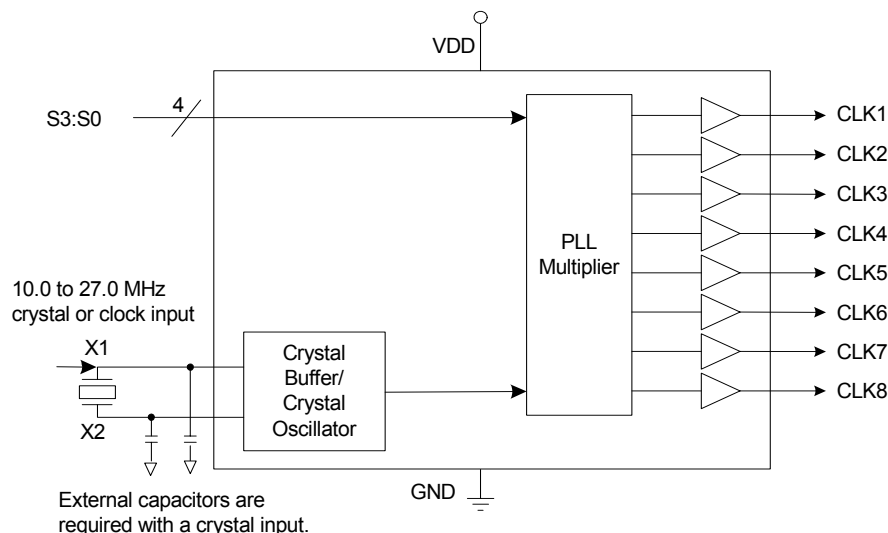 VDD
S3:S0
4
CLK1
CLK2
CLK3
CLK4
CLK5
CLK6
CLK7
CLK8
PLL
Multiplier
10.0 to 27.0 MHz
crystal or clock input
X1
X2
Crystal
Buffer/
Crystal
Oscillator
GND
External capacitors are
required with a crystal input.